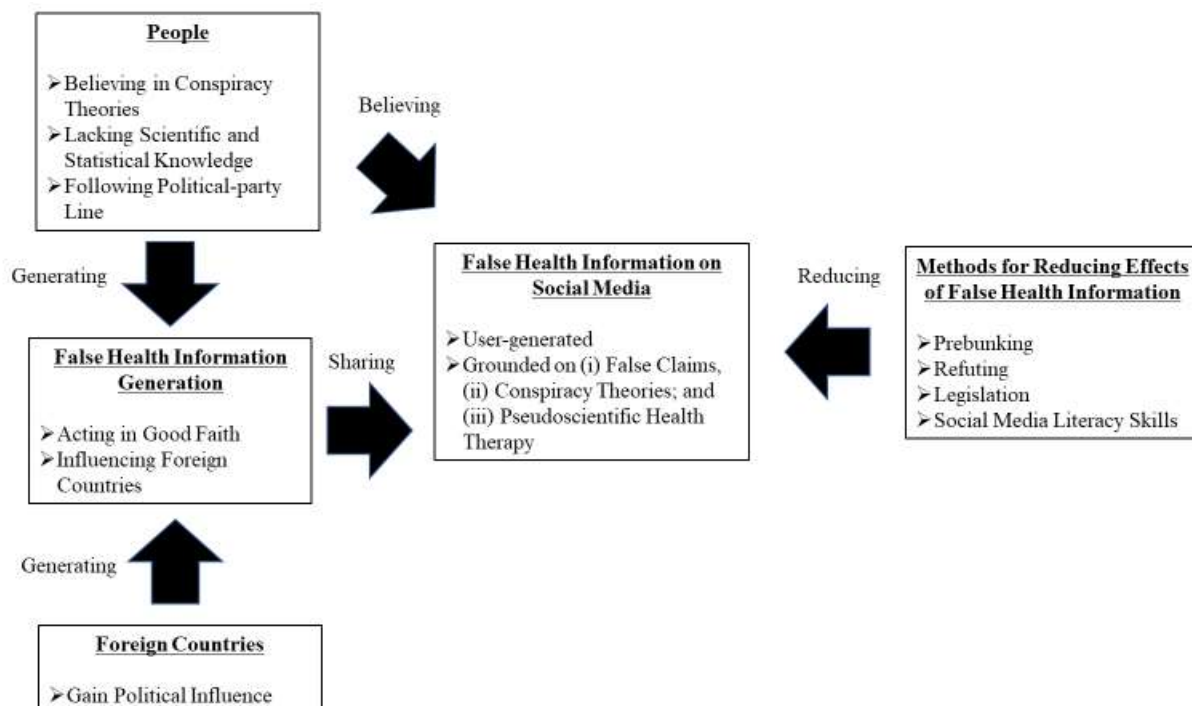 People
➢Believing in Conspiracy
Theories
➢Lacking Scientific and
Statistical Knowledge
➢Following Political-party
Line
Believing
Generating
False Health Information
Generation
➢Acting in Good Faith
➢Influencing Foreign
Countries
Sharing
False Health Information on
Social Media
➢User-generated
➢Grounded on (i) False Claims,
(ii) Conspiracy Theories; and
(iii) Pseudoscientific Health
Therapy
Reducing
Methods for Reducing Effects
of False Health Information
➢Prebunking
➢Refuting
➢Legislation
➢Social Media Literacy Skills
Generating
Foreign Countries
➢Gain Political Influence